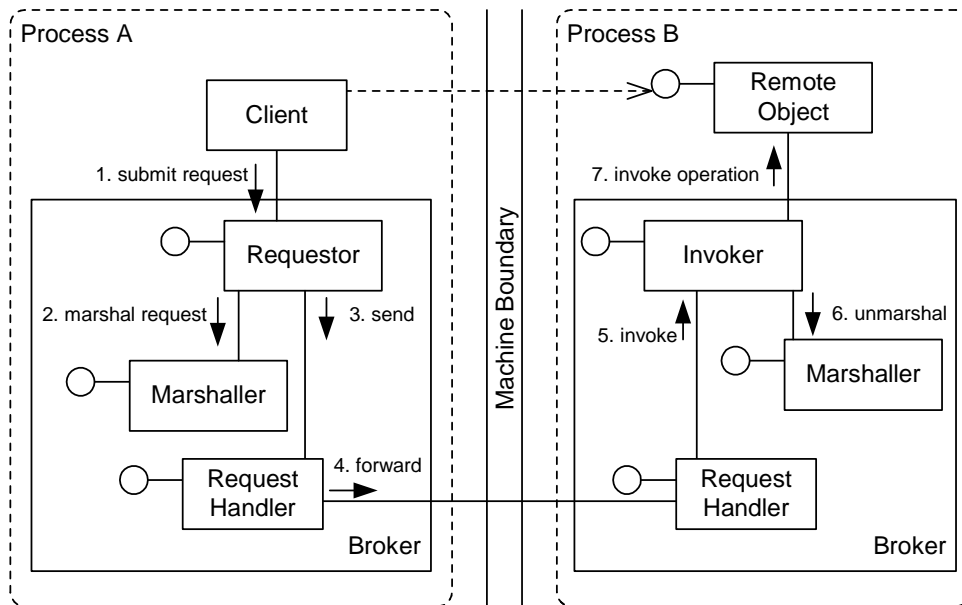 Process A
Process B
Client
Remote
Object
1. submit request
7. invoke operation
Requestor
Invoker
2. marshal request
3. send
5. invoke
6. unmarshal
Machine Boundary
Marshaller
Marshaller
4. forward
Request
Handler
Request
Handler
Broker
Broker